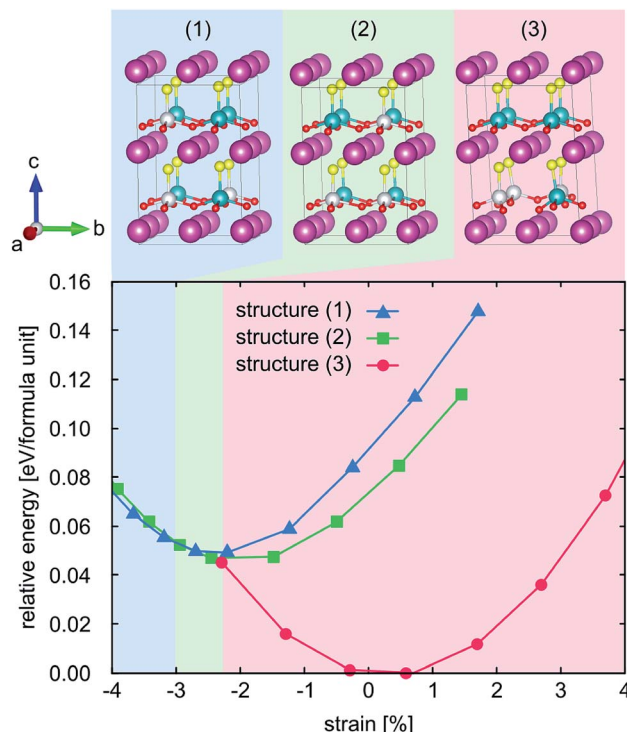 (1) (2) (3)
c
b
a
0.16
0.14
0.12
0.10
0.08
0.06
0.04
0.02
0.00
relative energy [eV/formula unit]
structure (1)
structure (2)
structure (3)
-4 -3 -2 -1 0 1 2 3 4
strain [%]